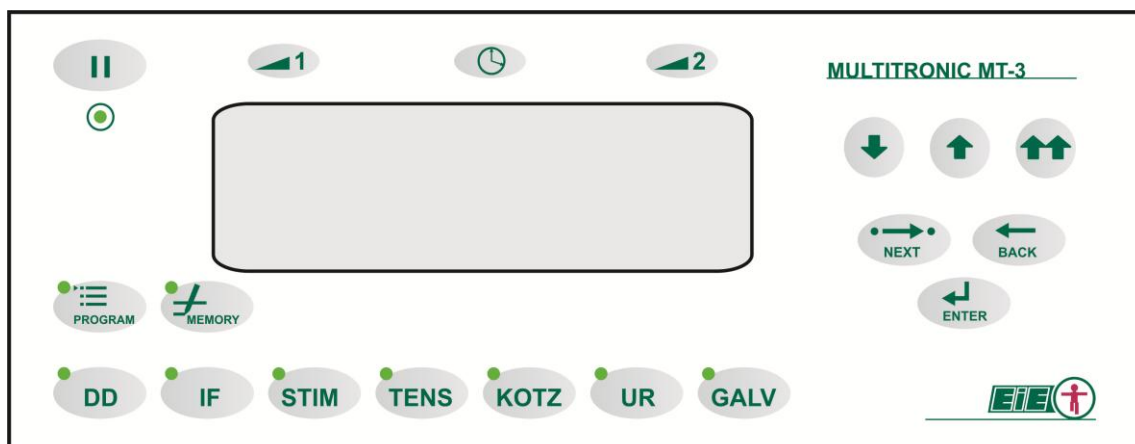 1
2
MULTITRONIC MT-3
NEXT
BACK
ENTER
PROGRAM
MEMORY
DD
IF
STIM
TENS
KOTZ
UR
GALV
EiE